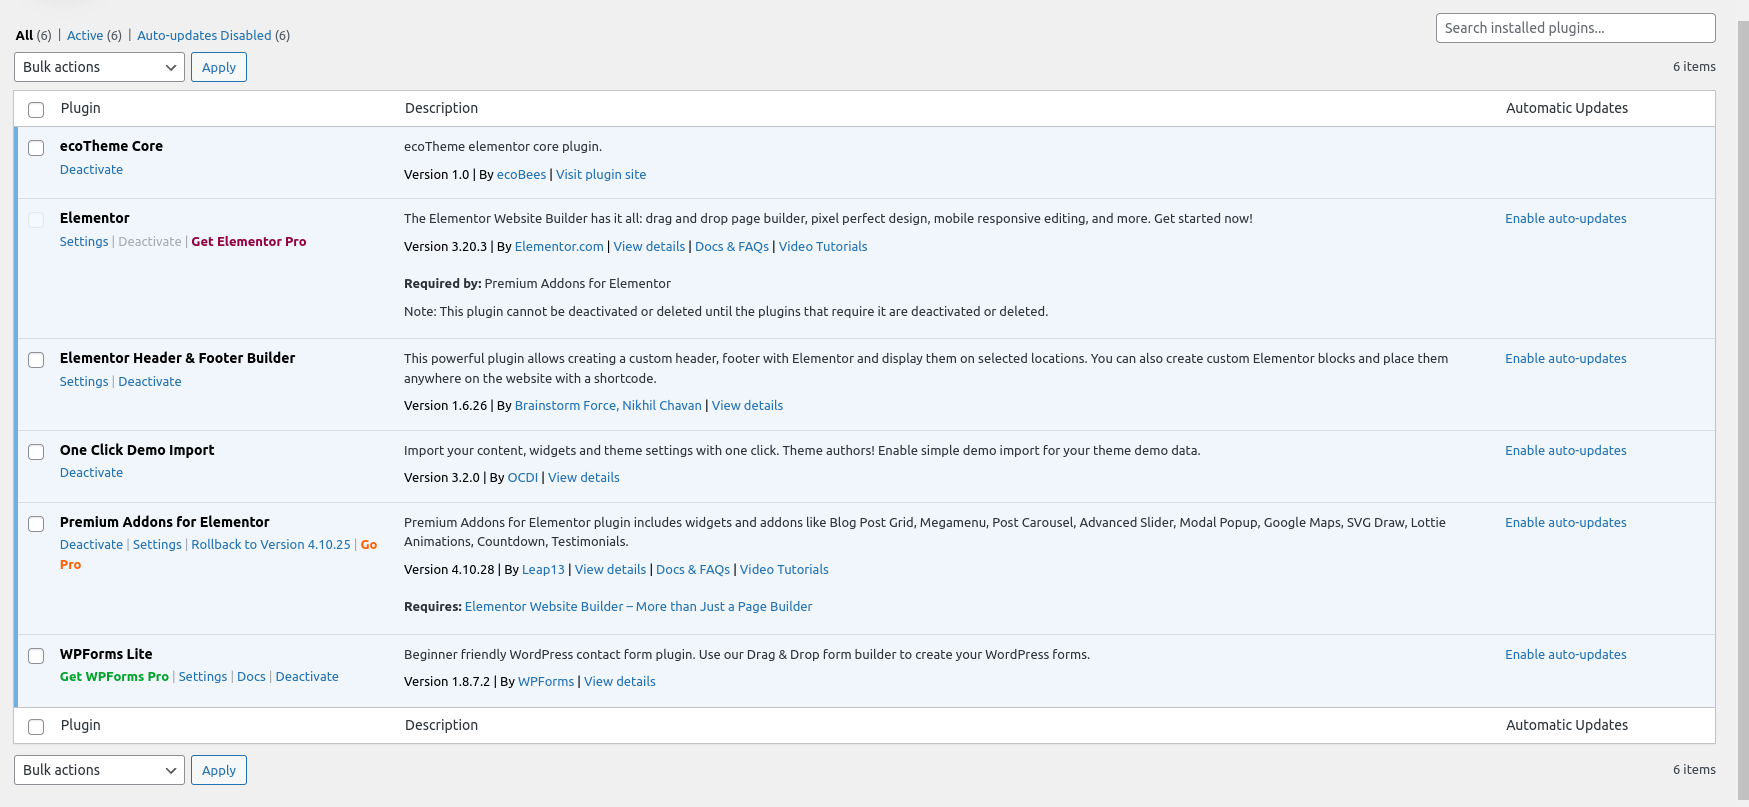 All (6) | Active (6) | Auto-updates Disabled (6)
Search installed plugins...
Bulk actions
Apply
6 items
Plugin
Description
Automatic Updates
ecoTheme Core
ecoTheme elementor core plugin.
Deactivate
Version 1.0 | By ecoBees | Visit plugin site
Elementor
The Elementor Website Builder has it all: drag and drop page builder, pixel perfect design, mobile responsive editing, and more. Get started now!
Enable auto-updates
Settings | Deactivate | Get Elementor Pro
Version 3.20.3 | By Elementor.com | View details | Docs & FAQs | Video Tutorials
Required by: Premium Addons for Elementor
Note: This plugin cannot be deactivated or deleted until the plugins that require it are deactivated or deleted.
Elementor Header & Footer Builder
This powerful plugin allows creating a custom header, footer with Elementor and display them on selected locations. You can also create custom Elementor blocks and place them
anywhere on the website with a shortcode.
Enable auto-updates
Settings | Deactivate
Version 1.6.26 | By Brainstorm Force, Nikhil Chavan | View details
One Click Demo Import
Import your content, widgets and theme settings with one click. Theme authors! Enable simple demo import for your theme demo data.
Enable auto-updates
Deactivate
Version 3.2.0 | By OCDI | View details
Premium Addons for Elementor
Premium Addons for Elementor plugin includes widgets and addons like Blog Post Grid, Megamenu, Post Carousel, Advanced Slider, Modal Popup, Google Maps, SVG Draw, Lottie
Animations, Countdown, Testimonials.
Enable auto-updates
Deactivate | Settings | Rollback to Version 4.10.25 | Go
Pro
Version 4.10.28 | By Leap13 | View details | Docs & FAQs | Video Tutorials
Requires: Elementor Website Builder – More than Just a Page Builder
WPForms Lite
Beginner friendly WordPress contact form plugin. Use our Drag & Drop form builder to create your WordPress forms.
Enable auto-updates
Get WPForms Pro | Settings | Docs | Deactivate
Version 1.8.7.2 | By WPForms | View details
Plugin
Description
Automatic Updates
Bulk actions
Apply
6 items